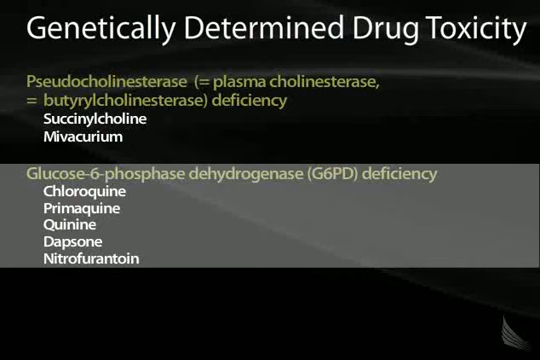 Genetically Determined Drug Toxicity
Pseudocholinesterase (= plasma cholinesterase,
= butyrylcholinesterase) deficiency
Succinylcholine
Mivacurium
Glucose-6-phosphase dehydrogenase (G6PD) deficiency
Chloroquine
Primaquine
Quinine
Dapsone
Nitrofurantoin